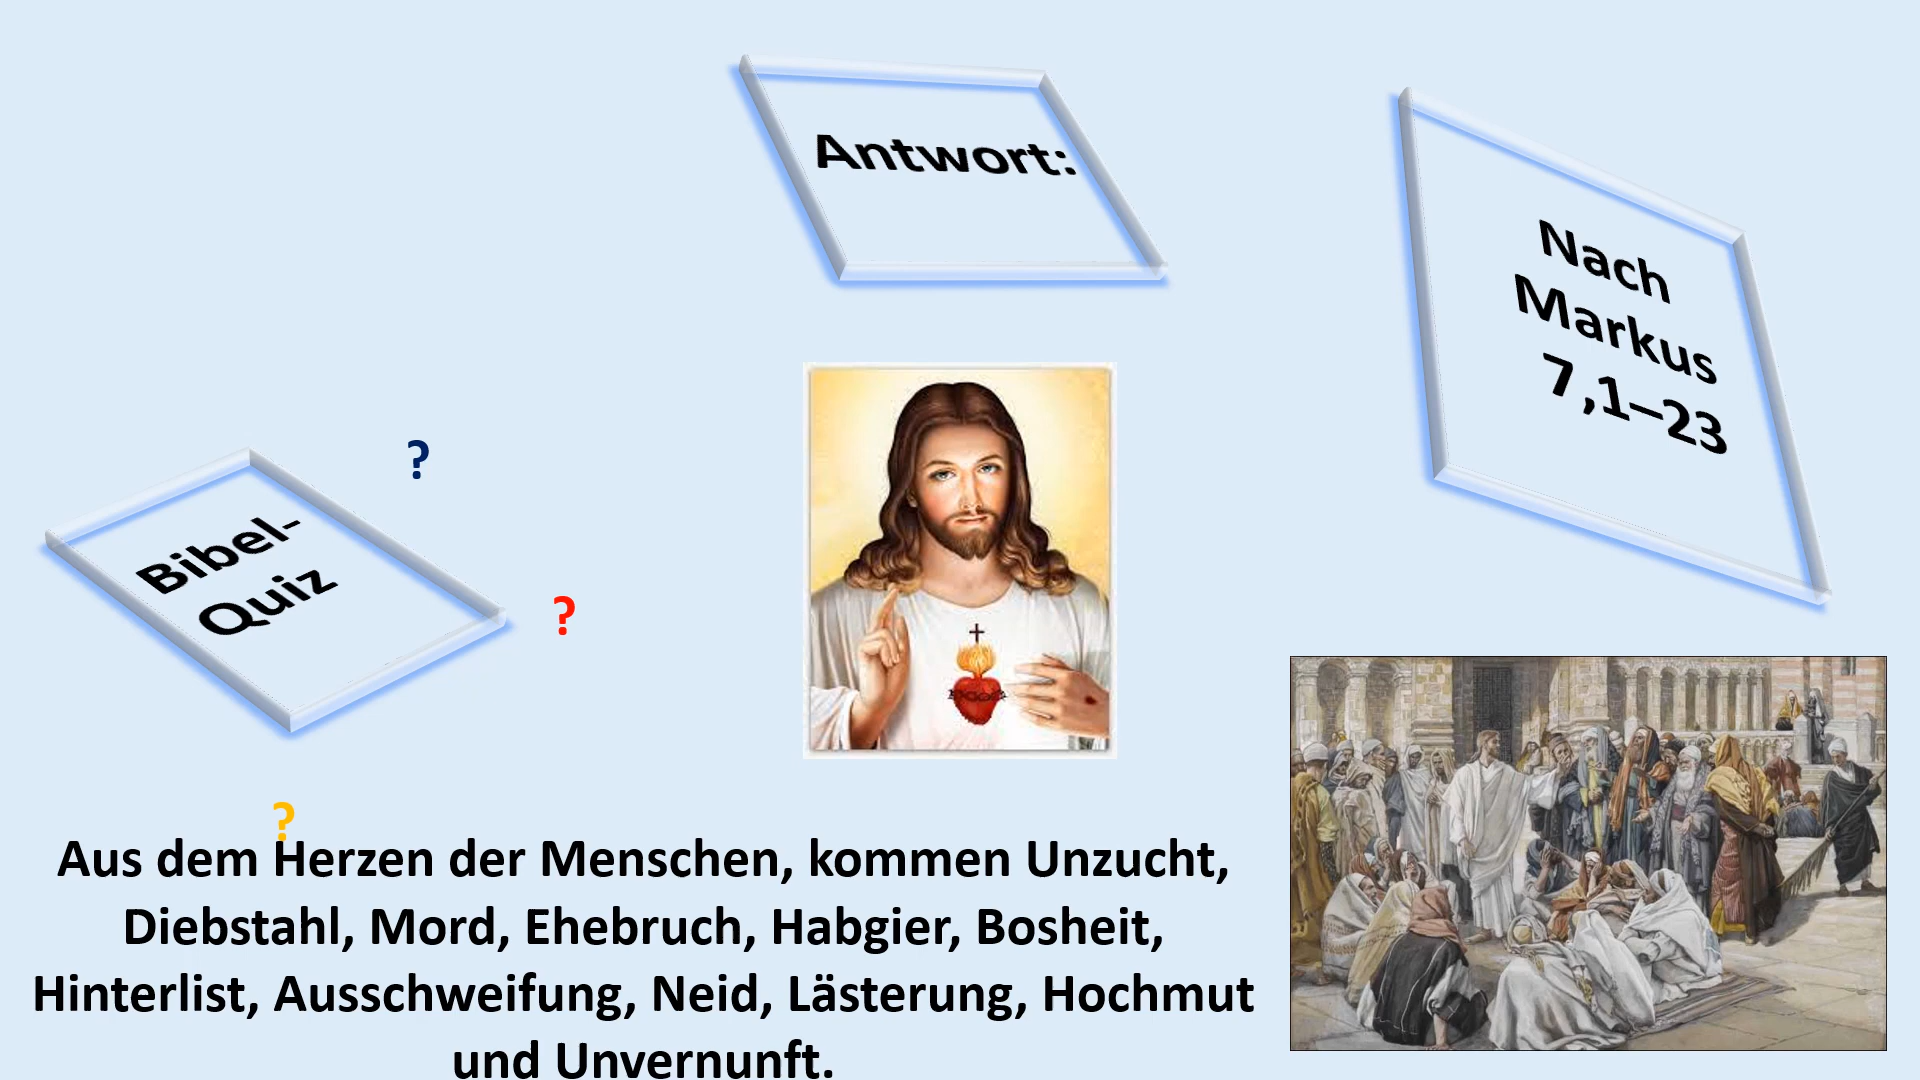 Antwort:
Nach
Markus
7,1–23
?
Bibel-
Quiz
?
?
Aus dem Herzen der Menschen, kommen Unzucht,
Diebstahl, Mord, Ehebruch, Habgier, Bosheit,
Hinterlist, Ausschweifung, Neid, Lästerung, Hochmut
und Unvernunft.